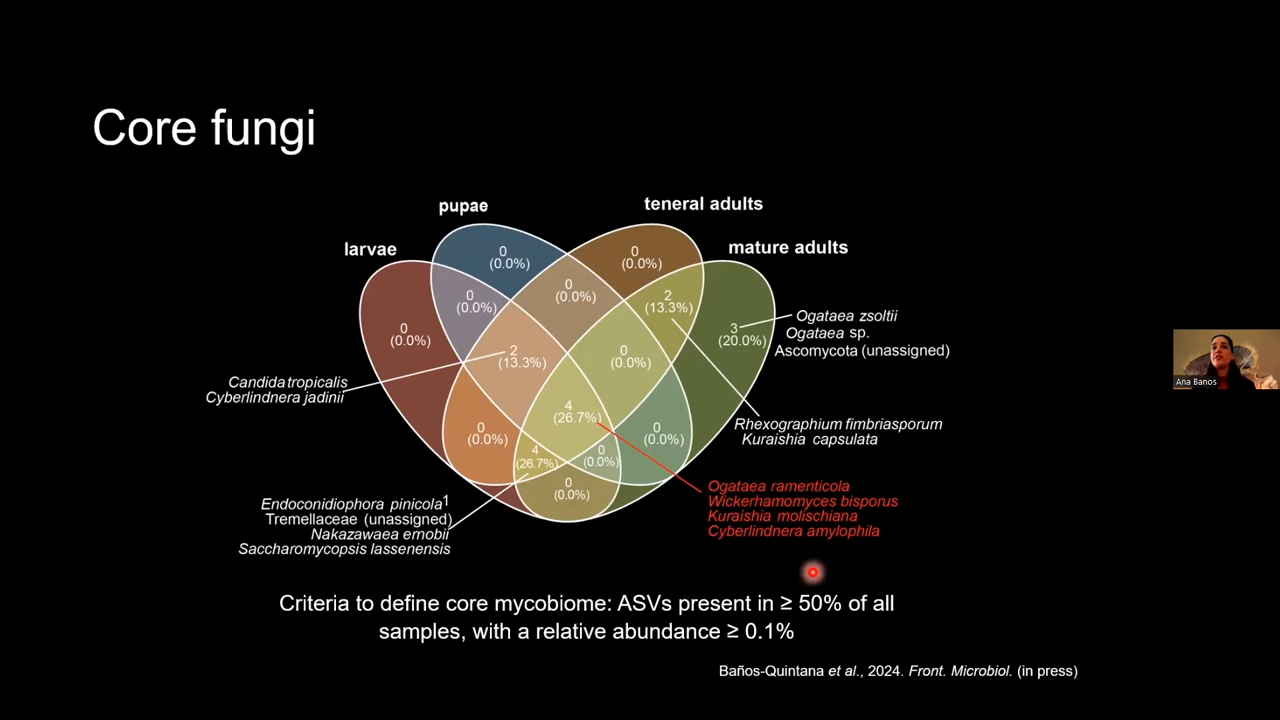 Core fungi
pupae
teneral adults
larvae
mature adults
0
(0.0%)
0
(0.0%)
0
(0.0%)
0
(0.0%)
2
(13.3%)
0
(0.0%)
3
(20.0%)
2
(13.3%)
0
(0.0%)
4
(26.7%)
0
(0.0%)
0
(0.0%)
4
(26.7%)
0
(0.0%)
0
(0.0%)
Ogataea zsoltii
Ogataea sp.
Ascomycota (unassigned)
Candida tropicalis
Cyberlindnera jadinii
Rhexographium fimbriasporum
Kuraishia capsulata
Ogataea ramenticola
Wickerhamomyces bisporus
Kuraishia molischiana
Cyberlindnera amylophila
Endoconidiophora pinicola1
Tremellaceae (unassigned)
Nakazawaea ernobii
Saccharomycopsis lassenensis
Criteria to define core mycobiome: ASVs present in ≥ 50% of all
samples, with a relative abundance ≥ 0.1%
Baños-Quintana et al., 2024. Front. Microbiol. (in press)
Ana Banos